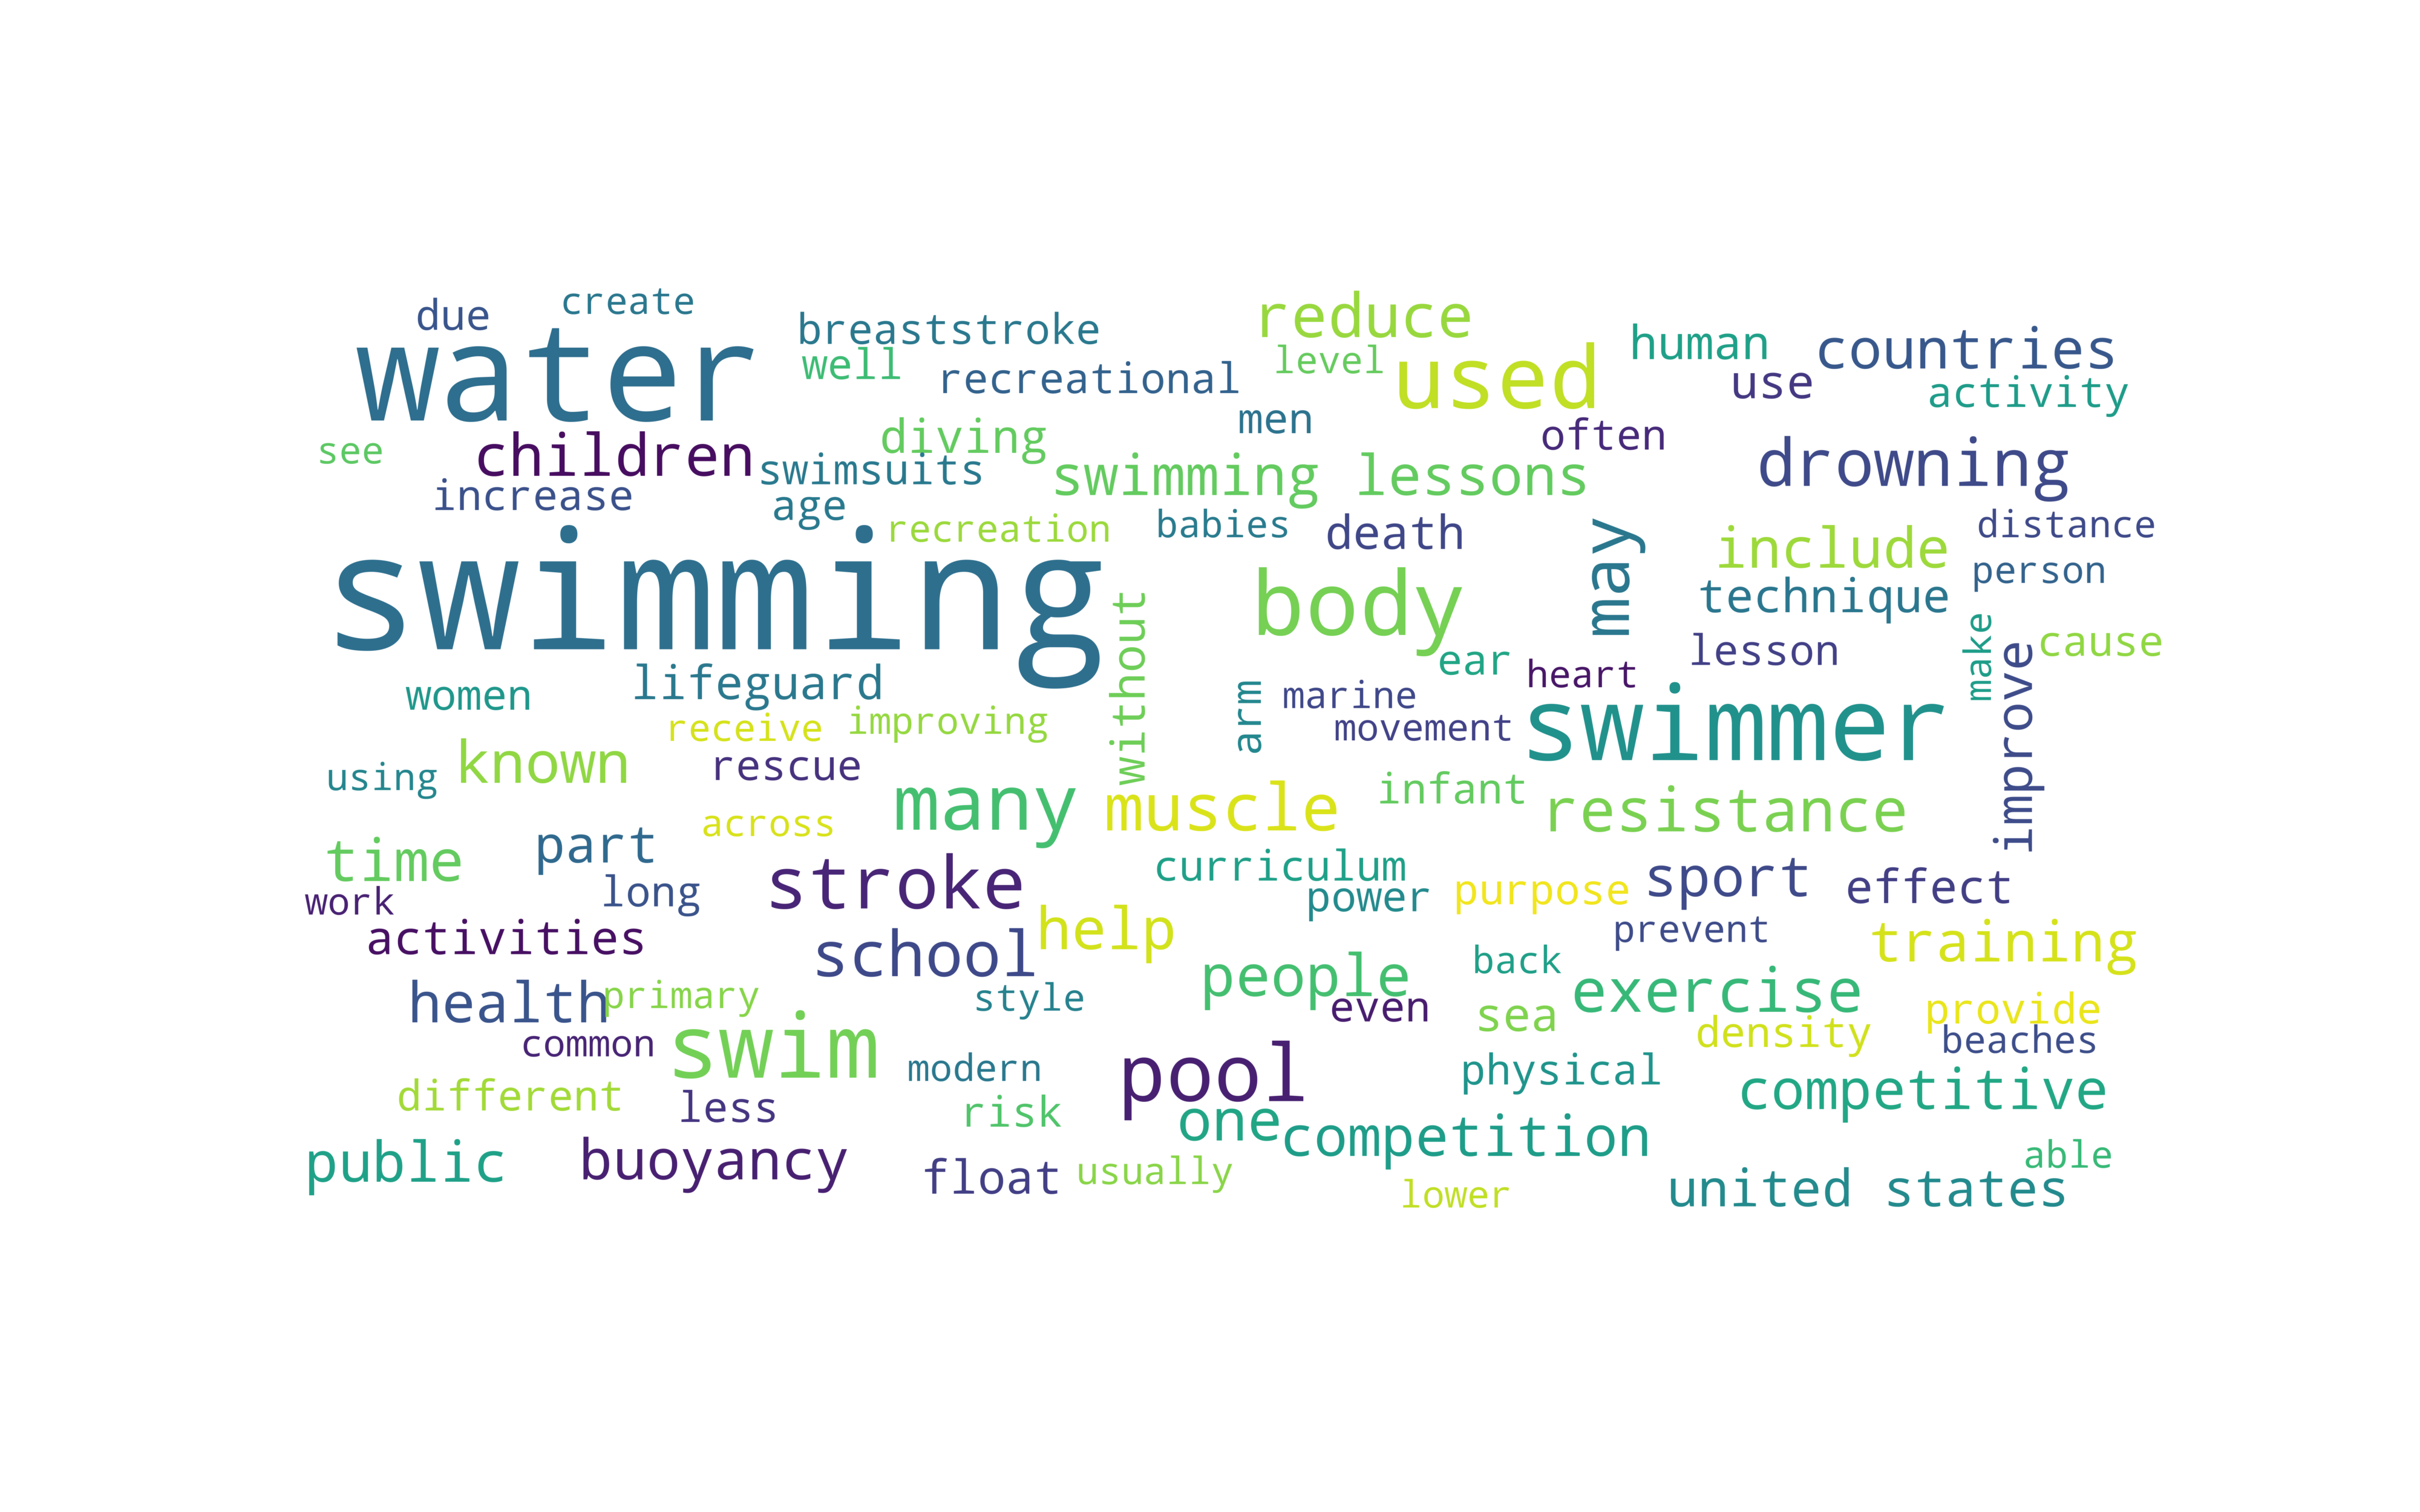 due
create
breaststroke
reduce
water
well
recreational
level
used
human
countries
use
activity
men
see
children
diving
often
swimsuits
swimming lessons
drowning
increase
age
recreation
babies
death
may
include
distance
swimming
without
body
technique
person
ear
heart
lesson
make
cause
women
lifeguard
arm
marine
swimmer
improve
receive
improving
movement
using
known
rescue
many
muscle
infant
resistance
across
time
part
stroke
curriculum
sport
effect
work
long
power
purpose
activities
school
help
prevent
training
health
primary
style
people
back
exercise
even
sea
provide
common
swim
density
beaches
modern
pool
physical
competitive
different
less
risk
one
competition
public
buoyancy
float
usually
lower
able
united states